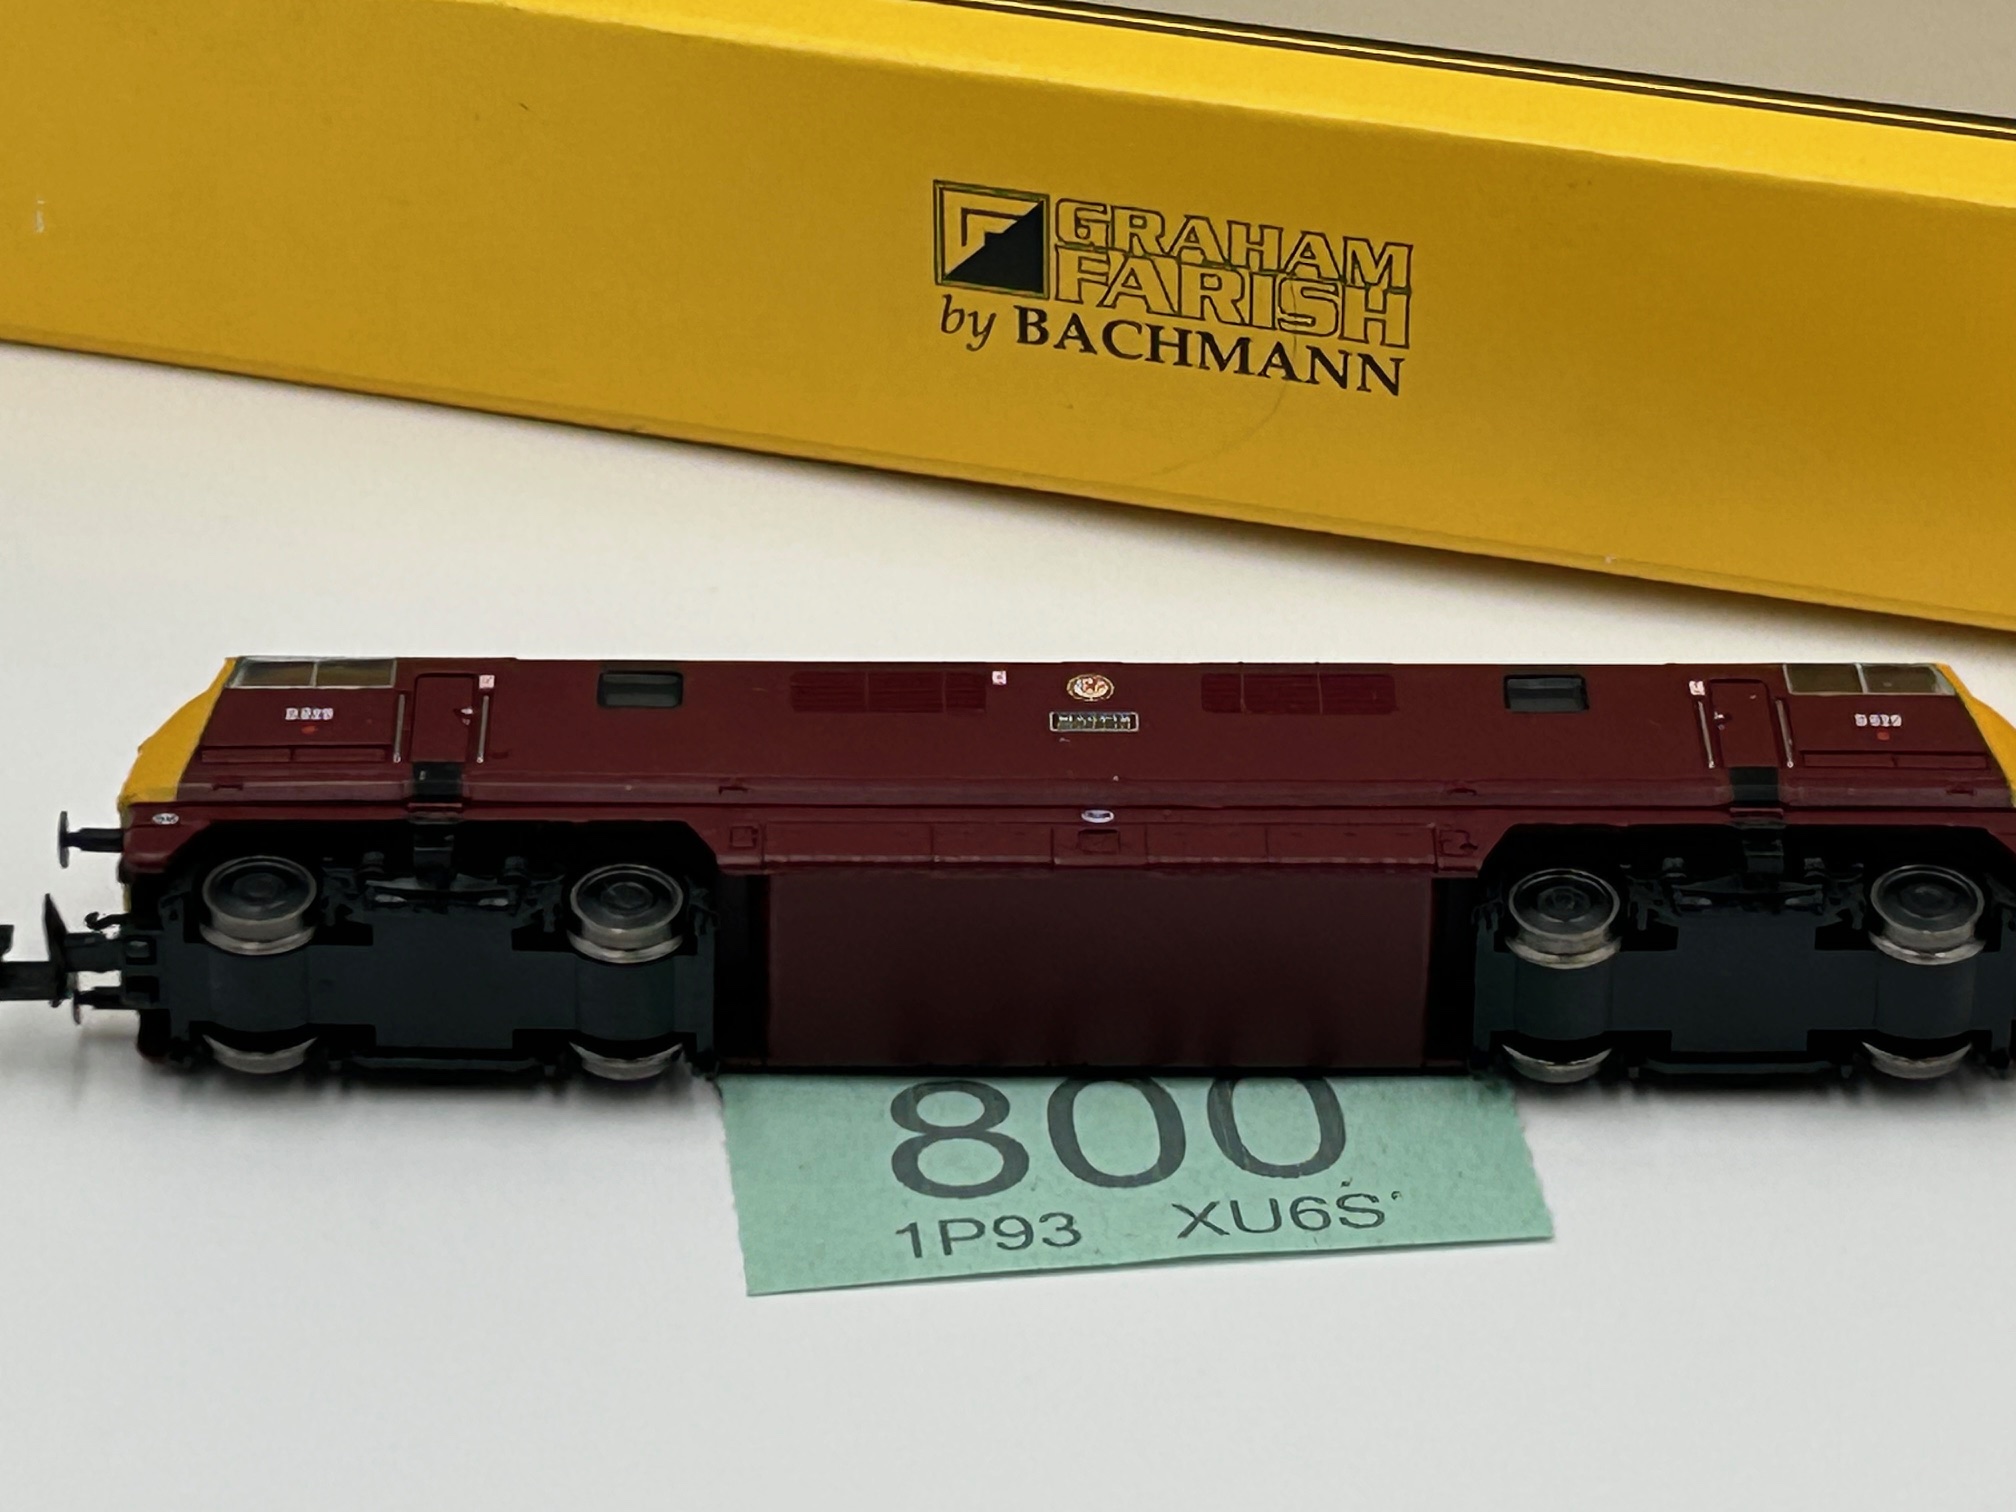 GRAHAM
FARISH
by BACHMANN
800
1P93 XU6S